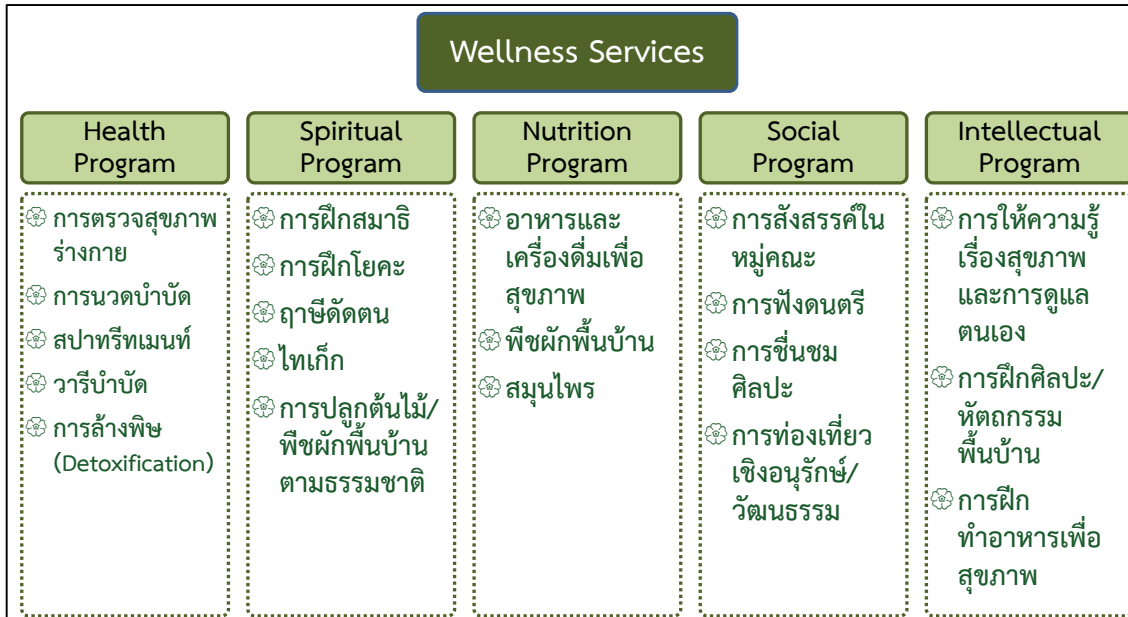 Wellness Services
Health
Program
การตรวจสุขภาพ
ร่างกาย
การนวดบำบัด
สปาทรีทเมนท์
วารีบำบัด
การล้างพิษ
(Detoxification)
Spiritual
Program
การฝึกสมาธิ
การฝึกโยคะ
ฤาษีดัดตน
ไทเก็ก
การปลูกต้นไม้/
พืชผักพื้นบ้าน
ตามธรรมชาติ
Nutrition
Program
อาหารและ
เครื่องดื่มเพื่อ
สุขภาพ
พืชผักพื้นบ้าน
สมุนไพร
Social
Program
การสังสรรค์ใน
หมู่คณะ
การฟังดนตรี
การชื่นชม
ศิลปะ
การท่องเที่ยว
เชิงอนุรักษ์/
วัฒนธรรม
Intellectual
Program
การให้ความรู้
เรื่องสุขภาพ
และการดูแล
ตนเอง
การฝึกศิลปะ/
หัตถกรรม
พื้นบ้าน
การฝึก
ทำอาหารเพื่อ
สุขภาพ